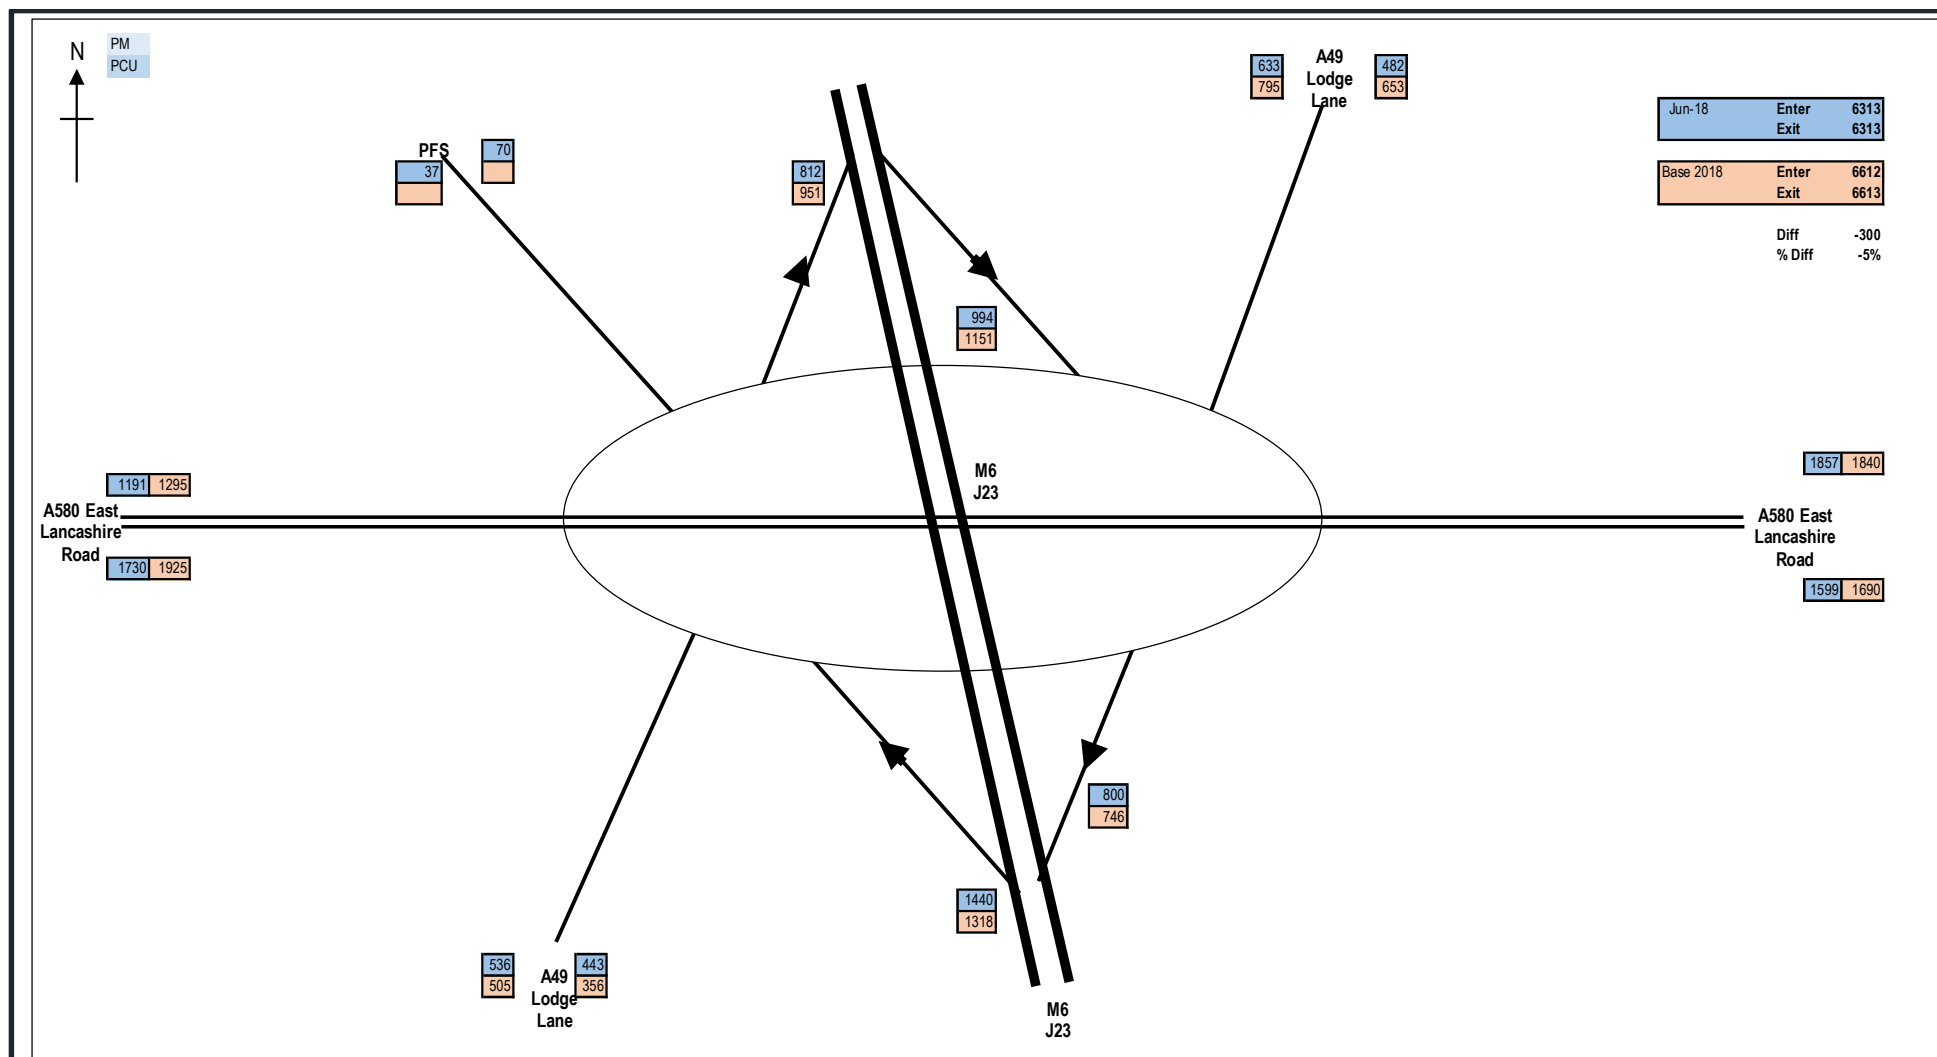 N
PM
PCU
633
795
A49
Lodge
Lane
482
653
Jun-18 Enter 6313
Exit 6313
Base 2018 Enter 6612
Exit 6613
Diff -300
% Diff -5%
PFS
70
37
812
951
994
1151
M6
J23
1191 1295
A580 East
Lancashire
Road
1730 1925
1857 1840
A580 East
Lancashire
Road
1599 1690
800
746
1440
1318
536
505
A49
Lodge
Lane
443
356
M6
J23